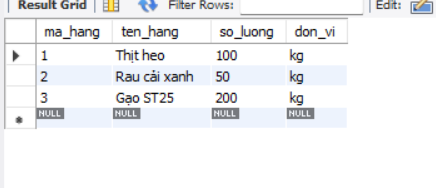 Result Grid Filter Rows: Edit:
ma_hang ten_hang so_luong don_vi
1 Thịt heo 100 kg
2 Rau cải xanh 50 kg
3 Gạo ST25 200 kg
NULL NULL NULL NULL